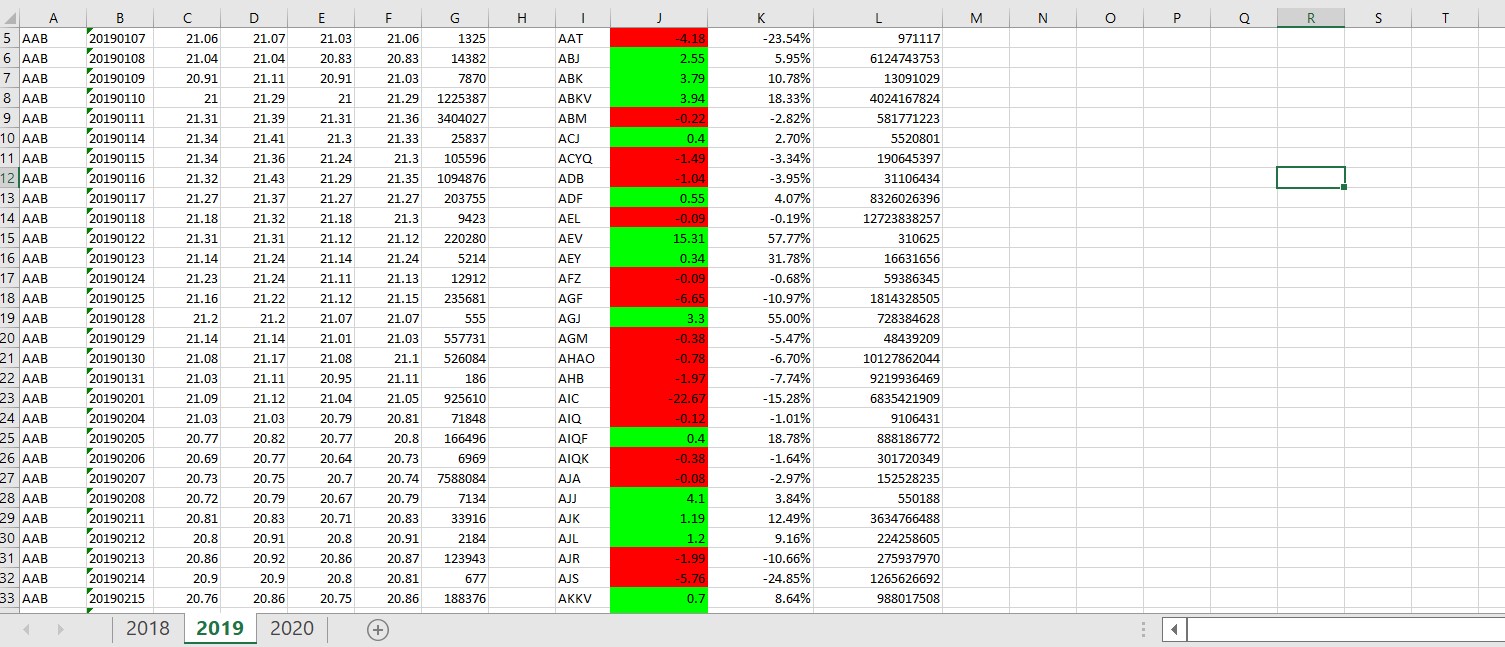 A B C D E F G H I J K L M N O P Q R S T
5 AAB 20190107 21.06 21.07 21.03 21.06 1325 AAT -4.18 -23.54% 971117
6 AAB 20190108 21.04 21.04 20.83 20.83 14382 ABJ 2.55 5.95% 6124743753
7 AAB 20190109 20.91 21.11 20.91 21.03 7870 ABK 3.79 10.78% 13091029
8 AAB 20190110 21 21.29 21 21.29 1225387 ABKV 3.94 18.33% 4024167824
9 AAB 20190111 21.31 21.39 21.31 21.36 3404027 ABM -0.22 -2.82% 581771223
10 AAB 20190114 21.34 21.41 21.3 21.33 25837 ACJ 0.4 2.70% 5520801
11 AAB 20190115 21.34 21.36 21.24 21.3 105596 ACYQ -1.49 -3.34% 190645397
12 AAB 20190116 21.32 21.43 21.29 21.35 1094876 ADB -1.04 -3.95% 31106434
13 AAB 20190117 21.27 21.37 21.27 21.27 203755 ADF 0.55 4.07% 8326026396
14 AAB 20190118 21.18 21.32 21.18 21.3 9423 AEL -0.09 -0.19% 12723838257
15 AAB 20190122 21.31 21.31 21.12 21.12 220280 AEV 15.31 57.77% 310625
16 AAB 20190123 21.14 21.24 21.14 21.24 5214 AEY 0.34 31.78% 16631656
17 AAB 20190124 21.23 21.24 21.11 21.13 12912 AFZ -0.09 -0.68% 59386345
18 AAB 20190125 21.16 21.22 21.12 21.15 235681 AGF -6.65 -10.97% 1814328505
19 AAB 20190128 21.2 21.2 21.07 21.07 555 AGJ 3.3 55.00% 728384628
20 AAB 20190129 21.14 21.14 21.01 21.03 557731 AGM -0.38 -5.47% 48439209
21 AAB 20190130 21.08 21.17 21.08 21.1 526084 AHAO -0.78 -6.70% 10127862044
22 AAB 20190131 21.03 21.11 20.95 21.11 186 AHB -1.97 -7.74% 9219936469
23 AAB 20190201 21.09 21.12 21.04 21.05 925610 AIC -22.67 -15.28% 6835421909
24 AAB 20190204 21.03 21.03 20.79 20.81 71848 AIQ -0.12 -1.01% 9106431
25 AAB 20190205 20.77 20.82 20.77 20.8 166496 AIQF 0.4 18.78% 888186772
26 AAB 20190206 20.69 20.77 20.64 20.73 6969 AIQK -0.38 -1.64% 301720349
27 AAB 20190207 20.73 20.75 20.7 20.74 7588084 AJA -0.08 -2.97% 152528235
28 AAB 20190208 20.72 20.79 20.67 20.79 7134 AJJ 4.1 3.84% 550188
29 AAB 20190211 20.81 20.83 20.71 20.83 33916 AJK 1.19 12.49% 3634766488
30 AAB 20190212 20.8 20.91 20.8 20.91 2184 AJL 1.2 9.16% 224258605
31 AAB 20190213 20.86 20.92 20.86 20.87 123943 AJR -1.99 -10.66% 275937970
32 AAB 20190214 20.9 20.9 20.8 20.81 677 AJS -5.76 -24.85% 1265626692
33 AAB 20190215 20.76 20.86 20.75 20.86 188376 AKKV 0.7 8.64% 988017508
2018 2019 2020